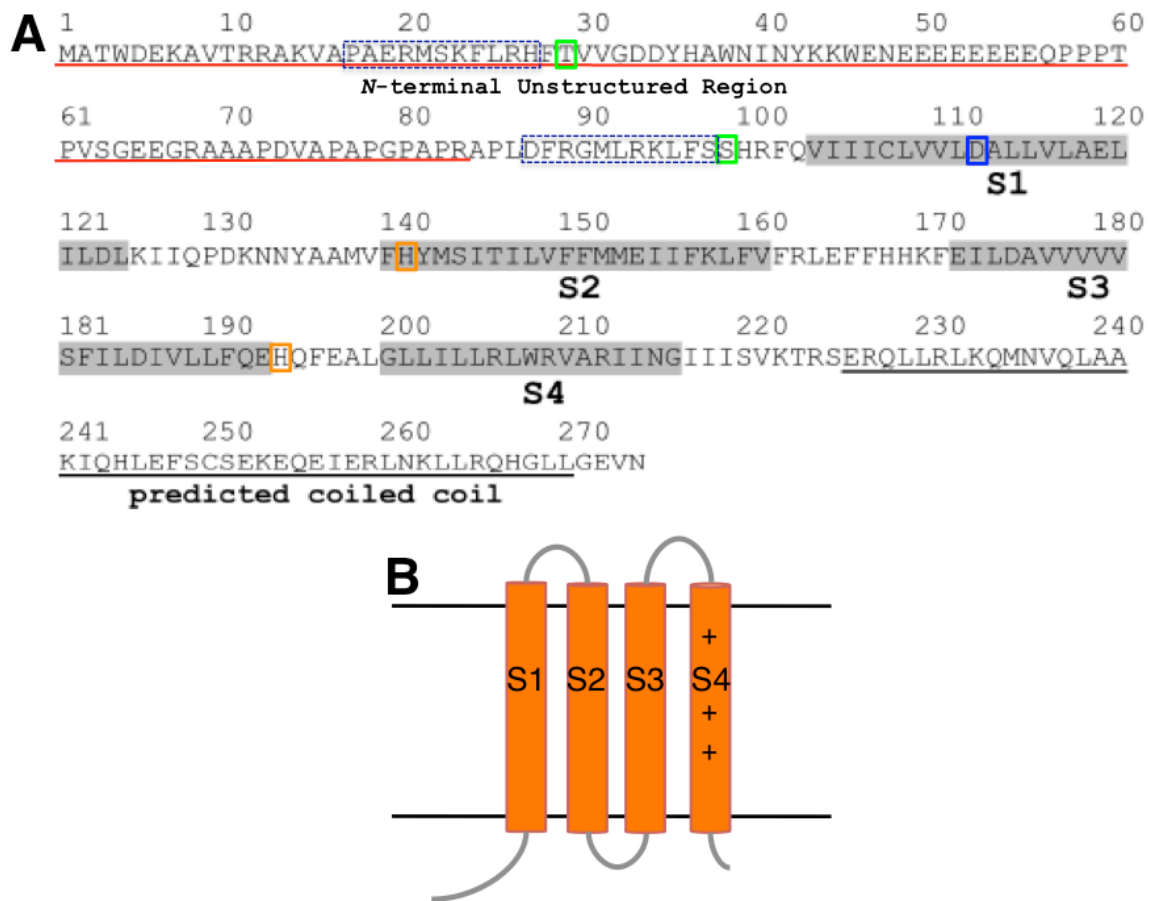 A
1 10 20 30 40 50 60
MATWDEKAVTRRAKVAPAERMSKFLRHFTVVGDDYHAWNINYKKWENEEEEEEEEQPPPT
N-terminal Unstructured Region
61 70 80 90 100 111 120
PVSGEEGRAAAPDVAPAPGPAPRAPLDFRGMLRKLFSSHRFQVIIICLVVLDALLVLAEL
S1
121 130 140 150 160 170 180
ILDLKIIQPDKNNYAAMVFHYMSITILVFFMMEIIFKLFVFRLEFFHHKFEILDAVVVVV
S2 S3
181 190 200 210 220 230 240
SFILDIVLLFQEHQFEALGLLILLRLWRVARIINGIIISVKTRSERQLLRLKQMNVQLAA
S4
241 250 260 270
KIQHLEFSCSEKEQEIERLNKLLRQHGLLGEVN
predicted coiled coil
B
+
S1 S2 S3 S4
+
+